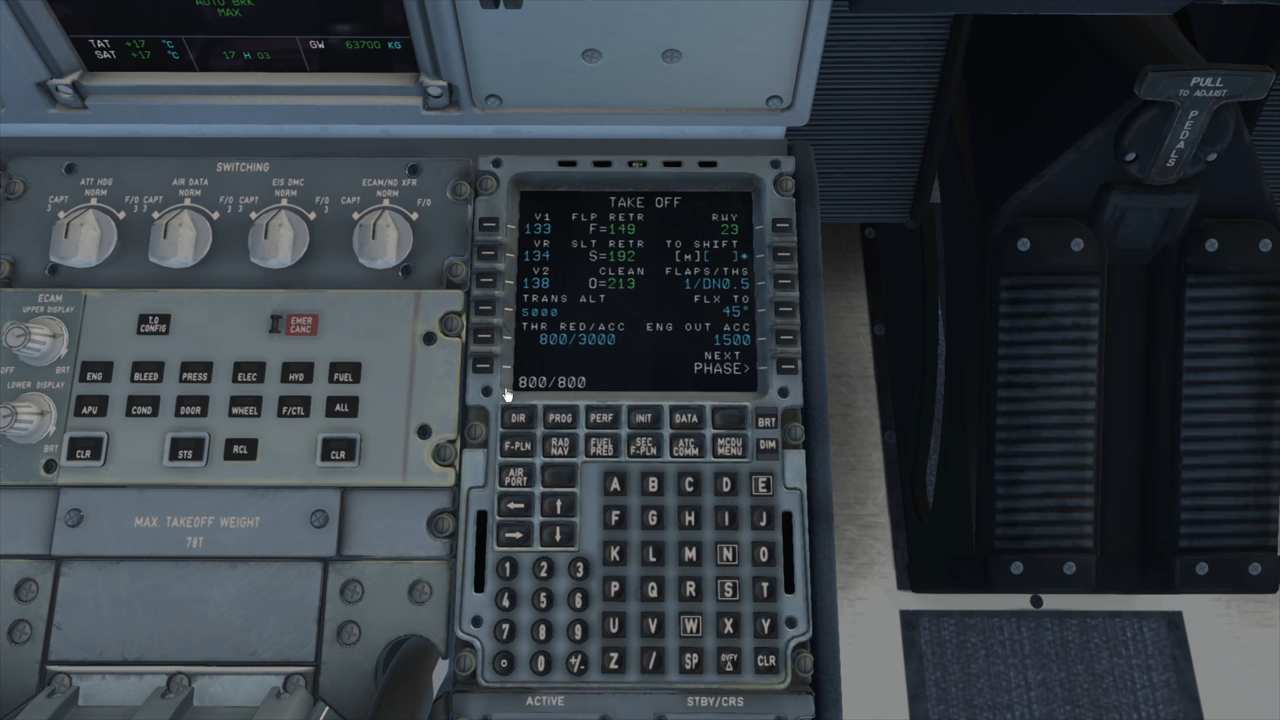 AUTO BRK
MAX
TAT +17 °C
SAT +17 °C
17 H 03
GW 63700 KG
PULL
TO ADJUST
PEDALS
SWITCHING
ATT HDG
AIR DATA
EIS DMC
ECAM/ND XFR
NORM
NORM
NORM
NORM
CAPT 3
F/O 3
CAPT 3
F/O 3
CAPT 3
F/O 3
CAPT
F/O
TAKE OFF
V1 FLP RETR RWY
133 F=149 23
VR SLT RETR TO SHIFT
134 S=192 [M][ ]*
V2 CLEAN FLAPS/THS
138 O=213 1/DN0.5
TRANS ALT FLX TO
5000 45°
THR RED/ACC ENG OUT ACC
800/3000 1500
NEXT
PHASE>
800/800
ECAM
UPPER DISPLAY
OFF
BRT
LOWER DISPLAY
BRT
T.O CONFIG
EMER CANC
ENG BLEED PRESS ELEC HYD FUEL
APU COND DOOR WHEEL F/CTL ALL
CLR STS RCL CLR
MAX. TAKEOFF WEIGHT
78T
DIR PROG PERF INIT DATA BRT
F-PLN RAD NAV FUEL PRED SEC F-PLN ATC COMM MCDU MENU DIM
AIR PORT
← ↑
→ ↓
A B C D E
F G H I J
K L M N O
P Q R S T
U V W X Y
Z / SP OVFY Δ CLR
1 2 3
4 5 6
7 8 9
. 0 +/-
ACTIVE
STBY/CRS